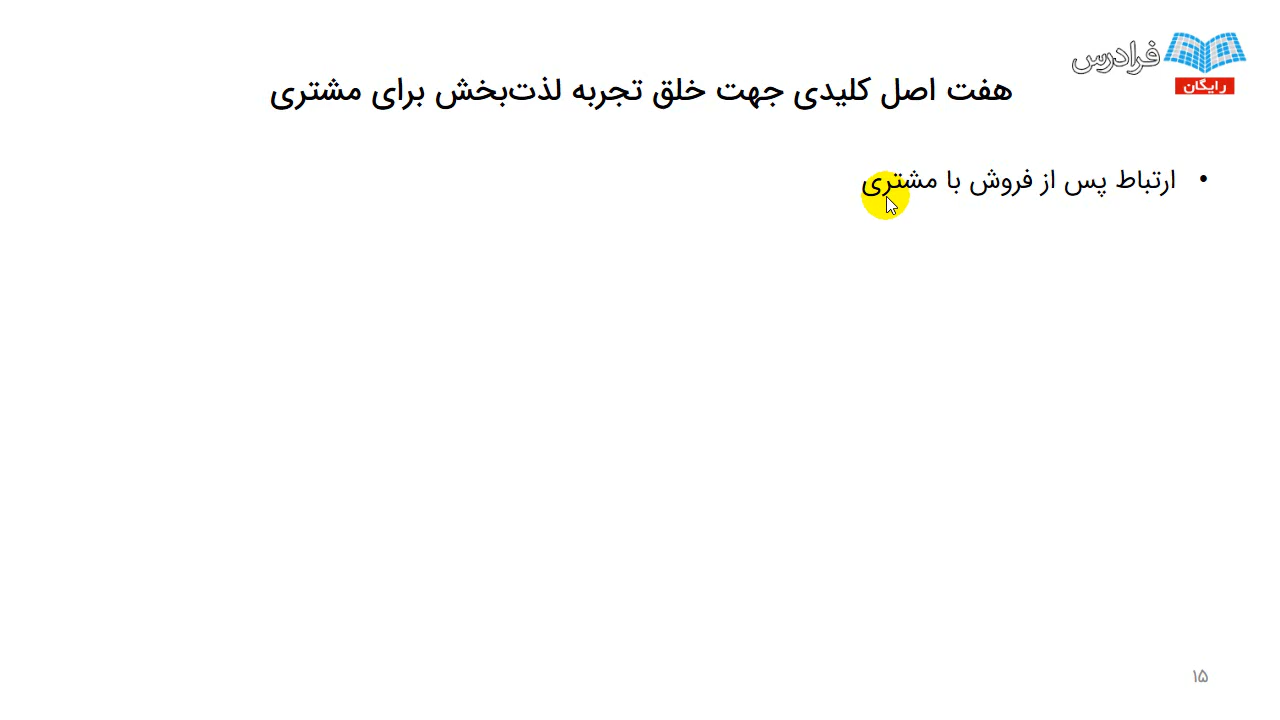 فرادرس
رایگان
هفت اصل کلیدی جهت خلق تجربه لذت‌بخش برای مشتری
• ارتباط پس از فروش با مشتری
۱۵